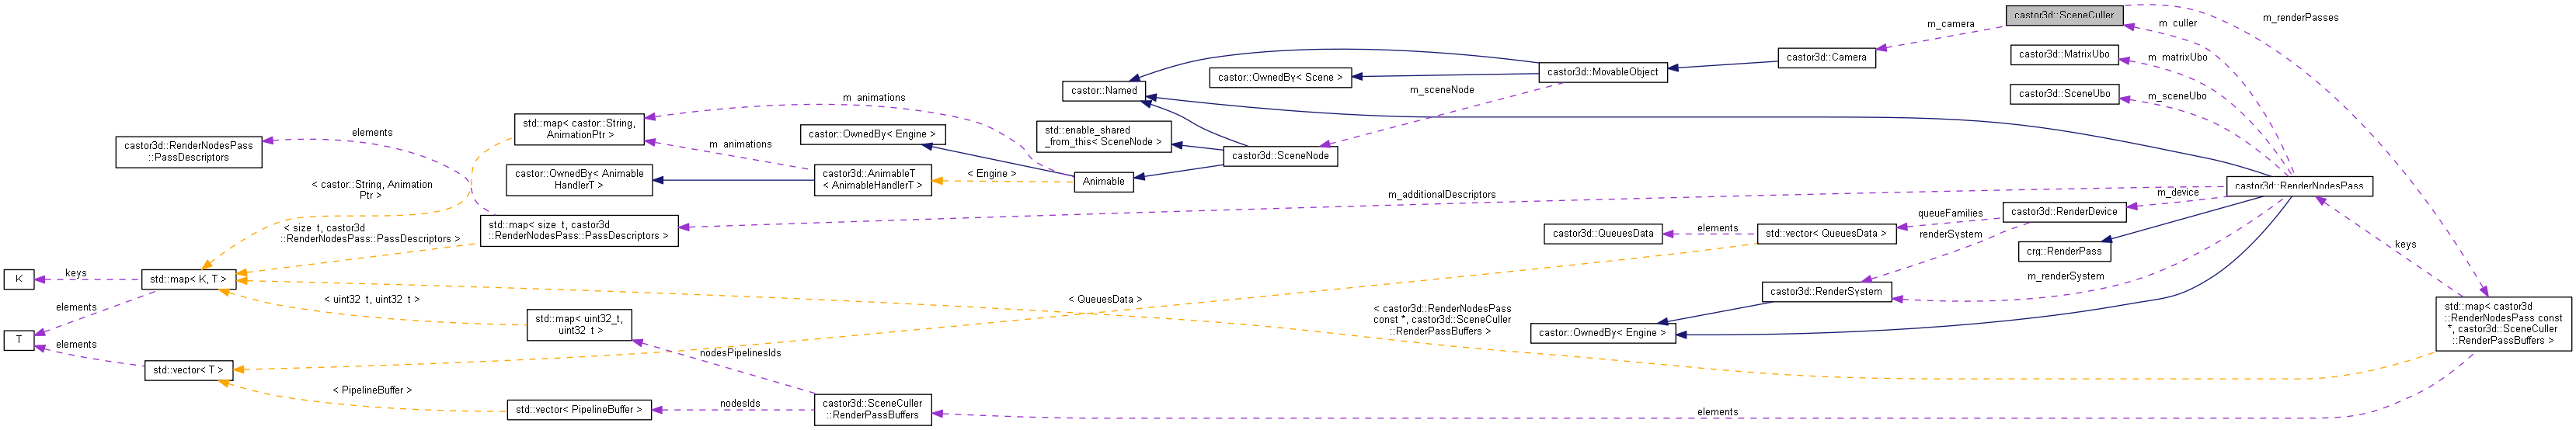 castor3d::SceneCuller
m_renderPasses
m_camera
m_culler
castor3d::MatrixUbo
m_matrixUbo
castor3d::Camera
castor3d::MovableObject
castor::OwnedBy< Scene >
castor::Named
m_sceneNode
castor3d::SceneUbo
m_sceneUbo
m_animations
std::map< castor::String,
AnimationPtr >
elements
castor3d::RenderNodesPass
::PassDescriptors
castor::OwnedBy< Engine >
std::enable_shared
_from_this< SceneNode >
m_animations
castor3d::SceneNode
castor::OwnedBy< Animable
HandlerT >
castor3d::AnimableT
< AnimableHandlerT >
< Engine >
Animable
castor3d::RenderNodesPass
m_device
m_additionalDescriptors
< castor::String, Animation
Ptr >
castor3d::RenderDevice
queueFamilies
std::map< size_t, castor3d
::RenderNodesPass::PassDescriptors >
< size_t, castor3d
::RenderNodesPass::PassDescriptors >
castor3d::QueuesData
elements
std::vector< QueuesData >
renderSystem
crg::RenderPass
keys
K
keys
std::map< K, T >
m_renderSystem
castor3d::RenderSystem
elements
< uint32_t, uint32_t >
< QueuesData >
< castor3d::RenderNodesPass
const *, castor3d::SceneCuller
::RenderPassBuffers >
std::map< castor3d
::RenderNodesPass const
*, castor3d::SceneCuller
::RenderPassBuffers >
std::map< uint32_t,
uint32_t >
castor::OwnedBy< Engine >
T
elements
nodesPipelinesIds
std::vector< T >
< PipelineBuffer >
std::vector< PipelineBuffer >
nodesIds
castor3d::SceneCuller
::RenderPassBuffers
elements